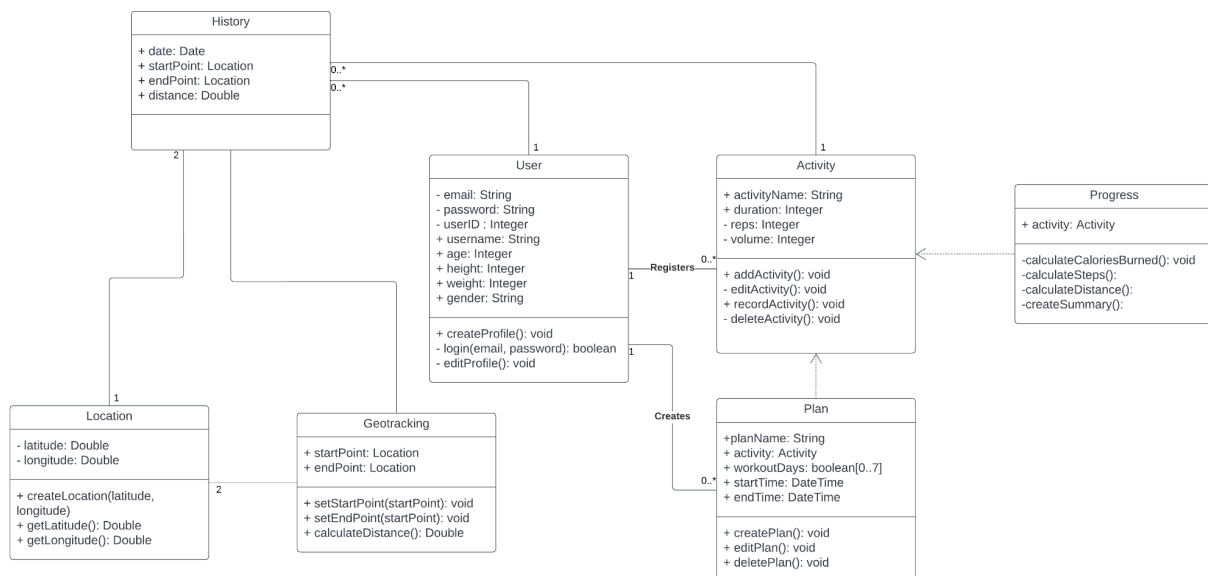 History
+ date: Date
+ startPoint: Location
+ endPoint: Location
+ distance: Double
0..*
0..*
2
1
1
User
- email: String
- password: String
- userID : Integer
+ username: String
+ age: Integer
+ height: Integer
+ weight: Integer
+ gender: String
+ createProfile(): void
- login(email, password): boolean
- editProfile(): void
Registers
1
0..*
1
Creates
0..*
Activity
+ activityName: String
+ duration: Integer
- reps: Integer
- volume: Integer
+ addActivity(): void
- editActivity(): void
+ recordActivity(): void
- deleteActivity(): void
Progress
+ activity: Activity
-calculateCaloriesBurned(): void
-calculateSteps():
-calculateDistance():
-createSummary():
1
Location
- latitude: Double
- longitude: Double
+ createLocation(latitude,
longitude)
+ getLatitude(): Double
+ getLongitude(): Double
2
Geotracking
+ startPoint: Location
+ endPoint: Location
+ setStartPoint(startPoint): void
+ setEndPoint(startPoint): void
+ calculateDistance(): Double
Plan
+planName: String
+ activity: Activity
+ workoutDays: boolean[0..7]
+ startTime: DateTime
+ endTime: DateTime
+ createPlan(): void
+ editPlan(): void
+ deletePlan(): void